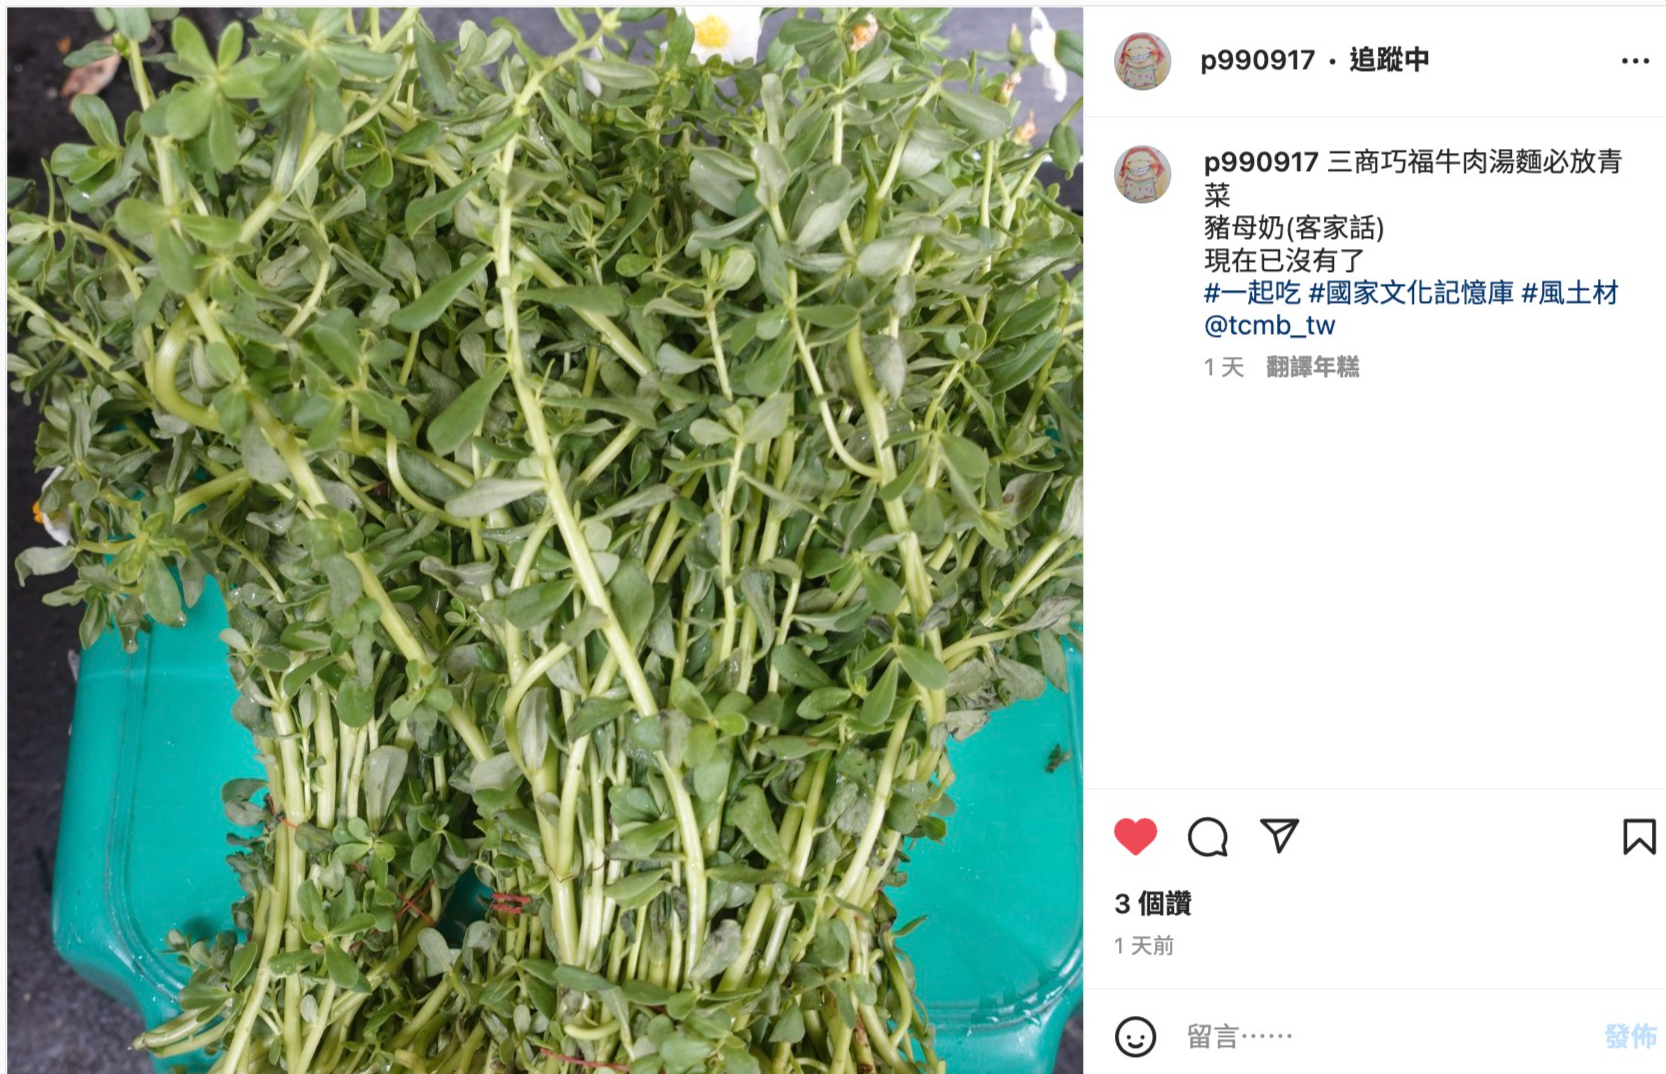 p990917 • 追蹤中
p990917 三商巧福牛肉湯麵必放青
菜
豬母奶(客家話)
現在已沒有了
#一起吃 #國家文化記憶庫 #風土材
@tcmb_tw
1 天 翻譯年糕
3 個讚
1 天前
留言⋯⋯
發佈